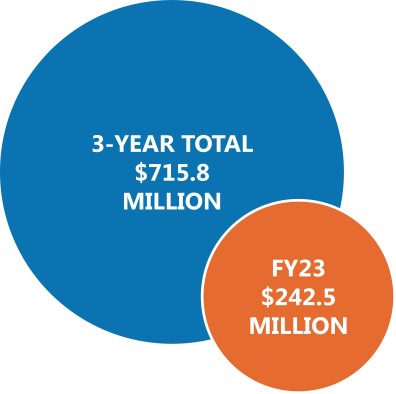 3-YEAR TOTAL
$715.8
MILLION
FY23
$242.5
MILLION